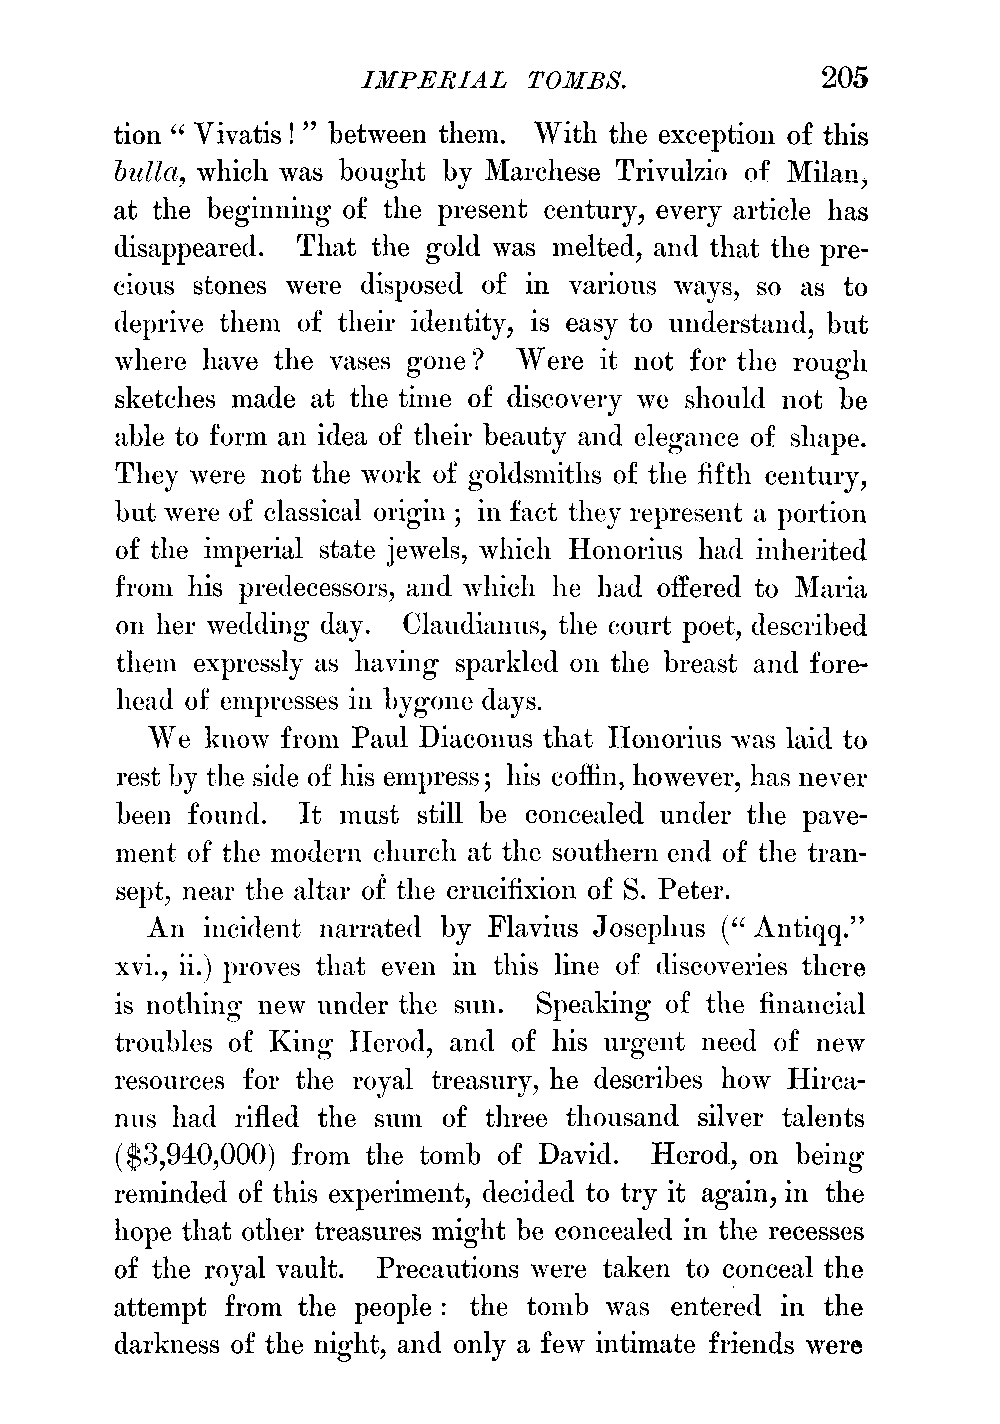 IMPERIAL TOMBS. 205
tion “ Vivatis ! ” between them. With the exception of this
bulla, which was bought by Marchese Trivulzio of Milan,
at the beginning of the present century, every article has
disappeared. That the gold was melted, and that the pre-
cious stones were disposed of in various ways, so as to
deprive them of their identity, is easy to understand, but
where have the vases gone ? Were it not for the rough
sketches made at the time of discovery we should not be
able to form an idea of their beauty and elegance of shape.
They were not the work of goldsmiths of the fifth century,
but were of classical origin ; in fact they represent a portion
of the imperial state jewels, which Honorius had inherited
from his predecessors, and which he had offered to Maria
on her wedding day. Claudianus, the court poet, described
them expressly as having sparkled on the breast and fore-
head of empresses in bygone days.
We know from Paul Diaconus that Honorius was laid to
rest by the side of his empress ; his coffin, however, has never
been found. It must still be concealed under the pave-
ment of the modern church at the southern end of the tran-
sept, near the altar of the crucifixion of S. Peter.
An incident narrated by Flavius Josephus (“ Antiqq.”
xvi., ii.) proves that even in this line of discoveries there
is nothing new under the sun. Speaking of the financial
troubles of King Herod, and of his urgent need of new
resources for the royal treasury, he describes how Hirca-
nus had rifled the sum of three thousand silver talents
($3,940,000) from the tomb of David. Herod, on being
reminded of this experiment, decided to try it again, in the
hope that other treasures might be concealed in the recesses
of the royal vault. Precautions were taken to conceal the
attempt from the people : the tomb was entered in the
darkness of the night, and only a few intimate friends were